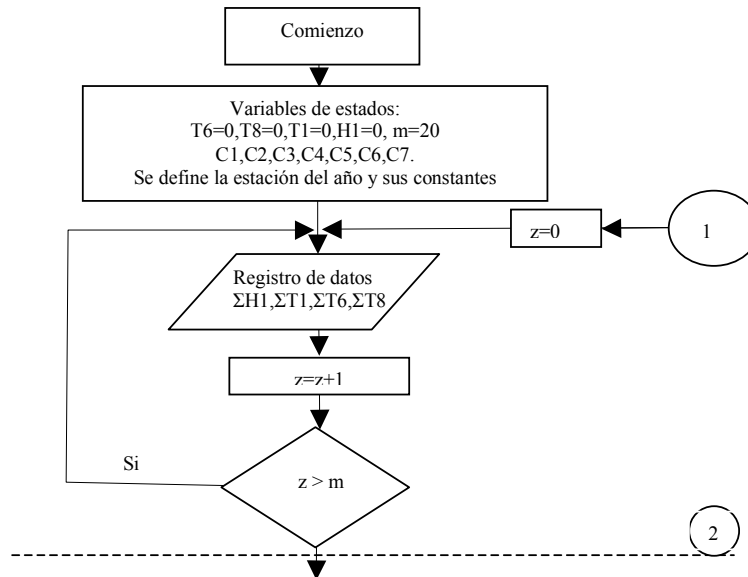 Comienzo
Variables de estados:
T6=0,T8=0,T1=0,H1=0, m=20
C1,C2,C3,C4,C5,C6,C7.
Se define la estación del año y sus constantes
z=0
1
Registro de datos
ΣH1,ΣT1,ΣT6,ΣT8
z=z+1
Si
z > m
2